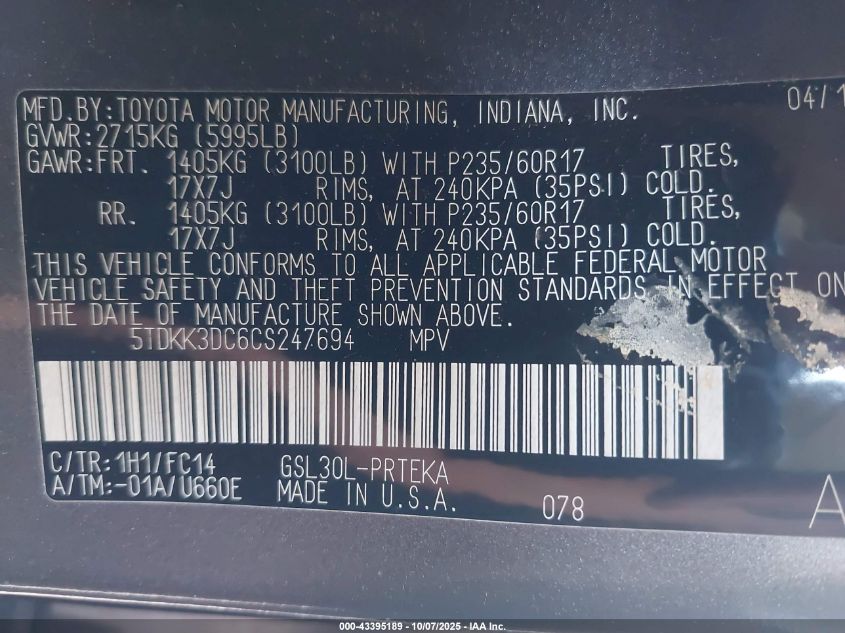 MFD.BY:TOYOTA MOTOR MANUFACTURING, INDIANA, INC. 04/1
GVWR:2715KG (5995LB)
GAWR:FRT. 1405KG (3100LB) WITH P235/60R17 TIRES,
17X7J RIMS, AT 240KPA (35PSI) COLD.
RR. 1405KG (3100LB) WITH P235/60R17 TIRES,
17X7J RIMS, AT 240KPA (35PSI) COLD.
THIS VEHICLE CONFORMS TO ALL APPLICABLE FEDERAL MOTOR
VEHICLE SAFETY AND THEFT PREVENTION STANDARDS IN EFFECT ON
THE DATE OF MANUFACTURE SHOWN ABOVE.
5TDKK3DC6CS247694 MPV
C/TR:1H1/FC14 GSL30L-PRTEKA
A/TM:-01A/U660E MADE IN U.S.A. 078 A
000-43395189 - 10/07/2025 - IAA Inc.